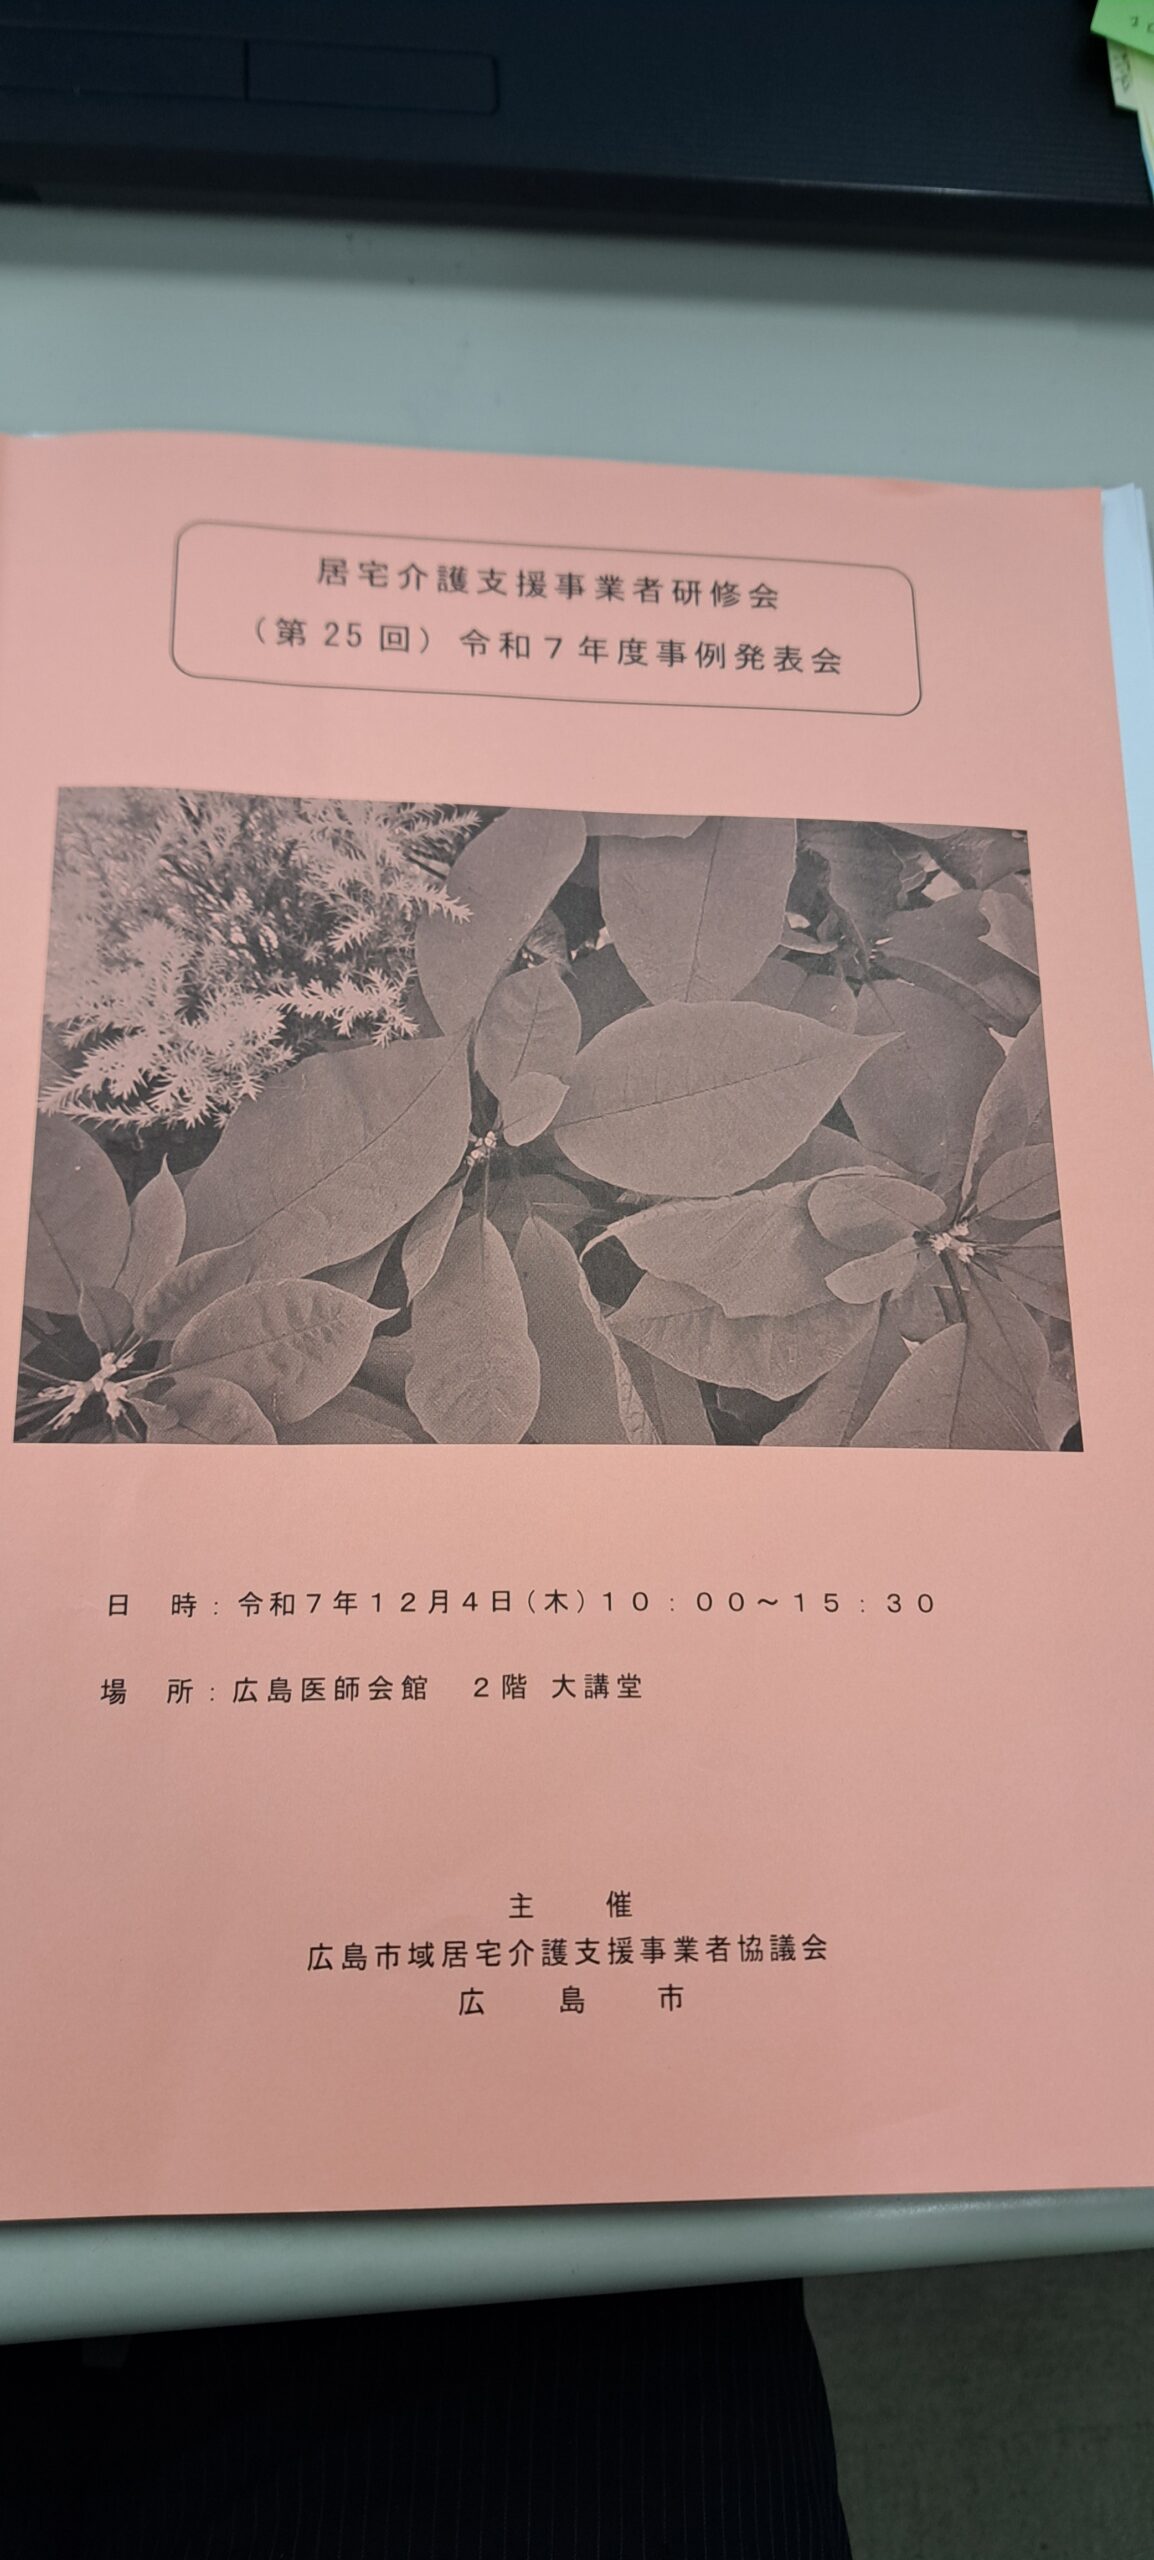 居宅介護支援事業者研修会
（第25回）令和７年度事例発表会
日　時：令和７年１２月４日（木）１０：００～１５：３０
場　所：広島医師会館　２階 大講堂
主　催
広島市域居宅介護支援事業者協議会
広　島　市